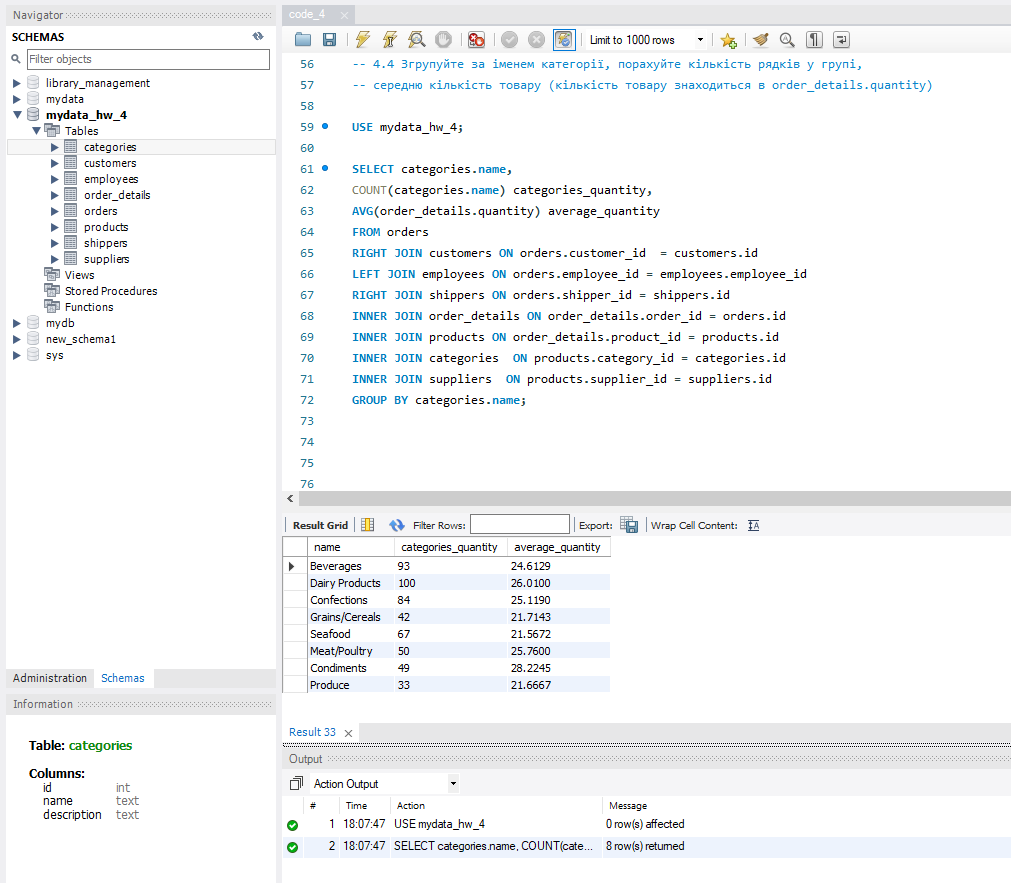 Navigator
SCHEMAS
Filter objects
library_management
mydata
mydata_hw_4
Tables
categories
customers
employees
order_details
orders
products
shippers
suppliers
Views
Stored Procedures
Functions
mydb
new_schema1
sys
Administration Schemas
Information
Table: categories
Columns:
id int
name text
description text
code_4
Limit to 1000 rows
56 -- 4.4 Згрупуйте за іменем категорії, порахуйте кількість рядків у групі,
57 -- середню кількість товару (кількість товару знаходиться в order_details.quantity)
58
59 USE mydata_hw_4;
60
61 SELECT categories.name,
62 COUNT(categories.name) categories_quantity,
63 AVG(order_details.quantity) average_quantity
64 FROM orders
65 RIGHT JOIN customers ON orders.customer_id  = customers.id
66 LEFT JOIN employees ON orders.employee_id = employees.employee_id
67 RIGHT JOIN shippers ON orders.shipper_id = shippers.id
68 INNER JOIN order_details ON order_details.order_id = orders.id
69 INNER JOIN products ON order_details.product_id = products.id
70 INNER JOIN categories  ON products.category_id = categories.id
71 INNER JOIN suppliers  ON products.supplier_id = suppliers.id
72 GROUP BY categories.name;
73
74
75
76
Result Grid Filter Rows: Export: Wrap Cell Content:
name categories_quantity average_quantity
Beverages 93 24.6129
Dairy Products 100 26.0100
Confections 84 25.1190
Grains/Cereals 42 21.7143
Seafood 67 21.5672
Meat/Poultry 50 25.7600
Condiments 49 28.2245
Produce 33 21.6667
Result 33
Output
Action Output
# Time Action Message
1 18:07:47 USE mydata_hw_4 0 row(s) affected
2 18:07:47 SELECT categories.name, COUNT(cate... 8 row(s) returned